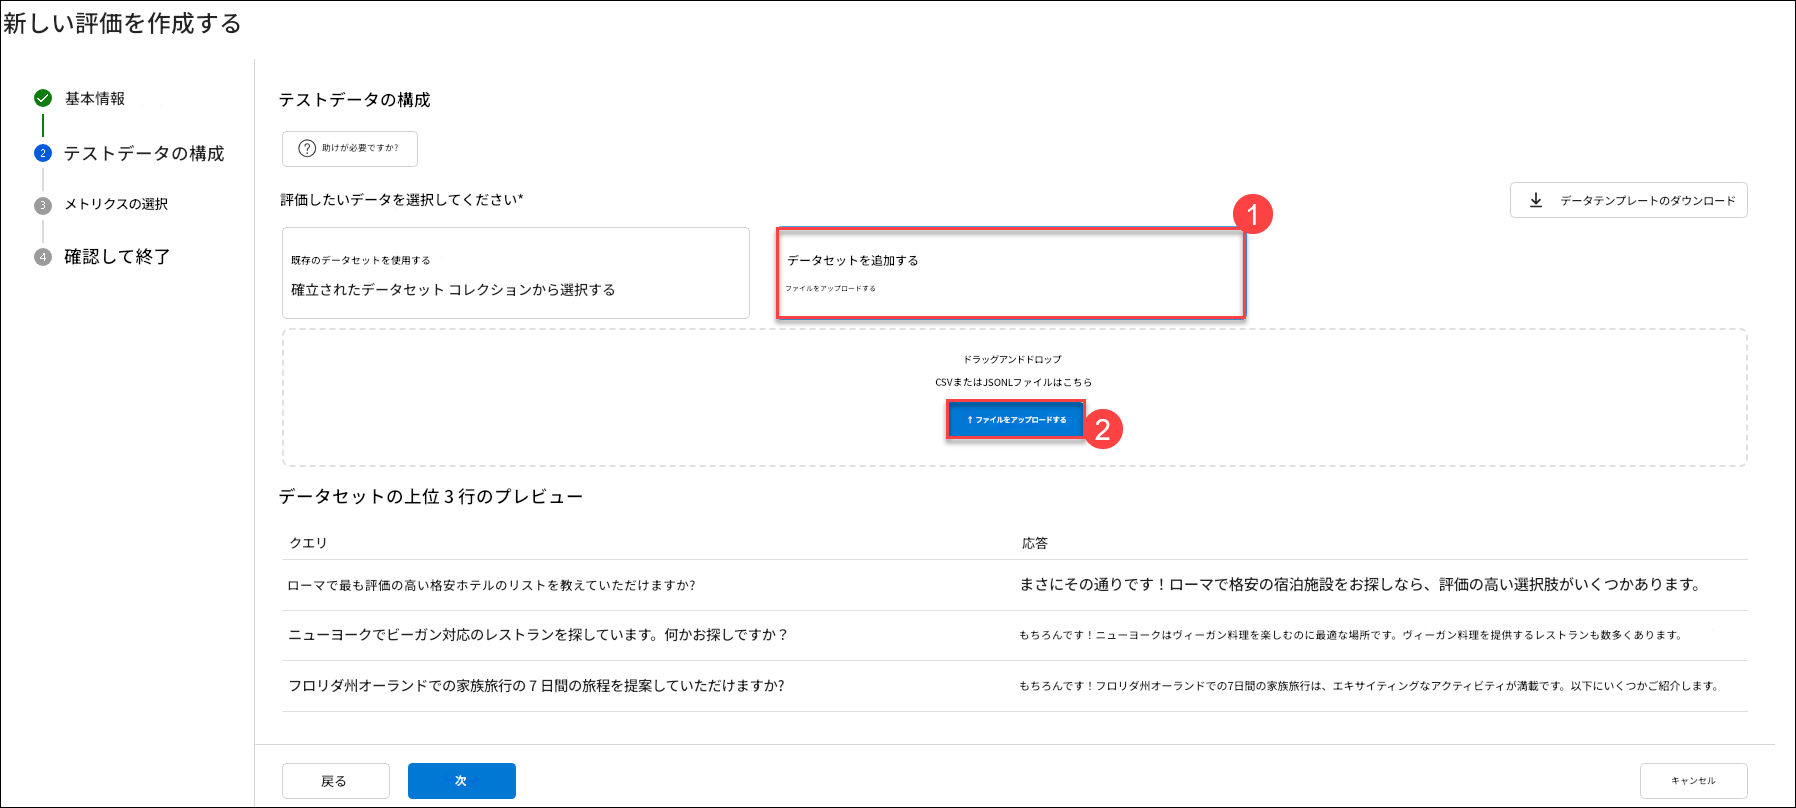 新しい評価を作成する
基本情報
2 テストデータの構成
3 メトリクスの選択
4 確認して終了
テストデータの構成
? 助けが必要ですか?
評価したいデータを選択してください*
データテンプレートのダウンロード
1
既存のデータセットを使用する
確立されたデータセット コレクションから選択する
データセットを追加する
ファイルをアップロードする
ドラッグアンドドロップ
CSVまたはJSONLファイルはこちら
↑ ファイルをアップロードする
2
データセットの上位 3 行のプレビュー
クエリ 応答
ローマで最も評価の高い格安ホテルのリストを教えていただけますか? まさにその通りです！ローマで格安の宿泊施設をお探しなら、評価の高い選択肢がいくつかあります。
ニューヨークでビーガン対応のレストランを探しています。何かお探しですか？ もちろんです！ニューヨークはヴィーガン料理を楽しむのに最適な場所です。ヴィーガン料理を提供するレストランも数多くあります。
フロリダ州オーランドでの家族旅行の 7 日間の旅程を提案していただけますか? もちろんです！フロリダ州オーランドでの7日間の家族旅行は、エキサイティングなアクティビティが満載です。以下にいくつかご紹介します。
戻る 次 キャンセル